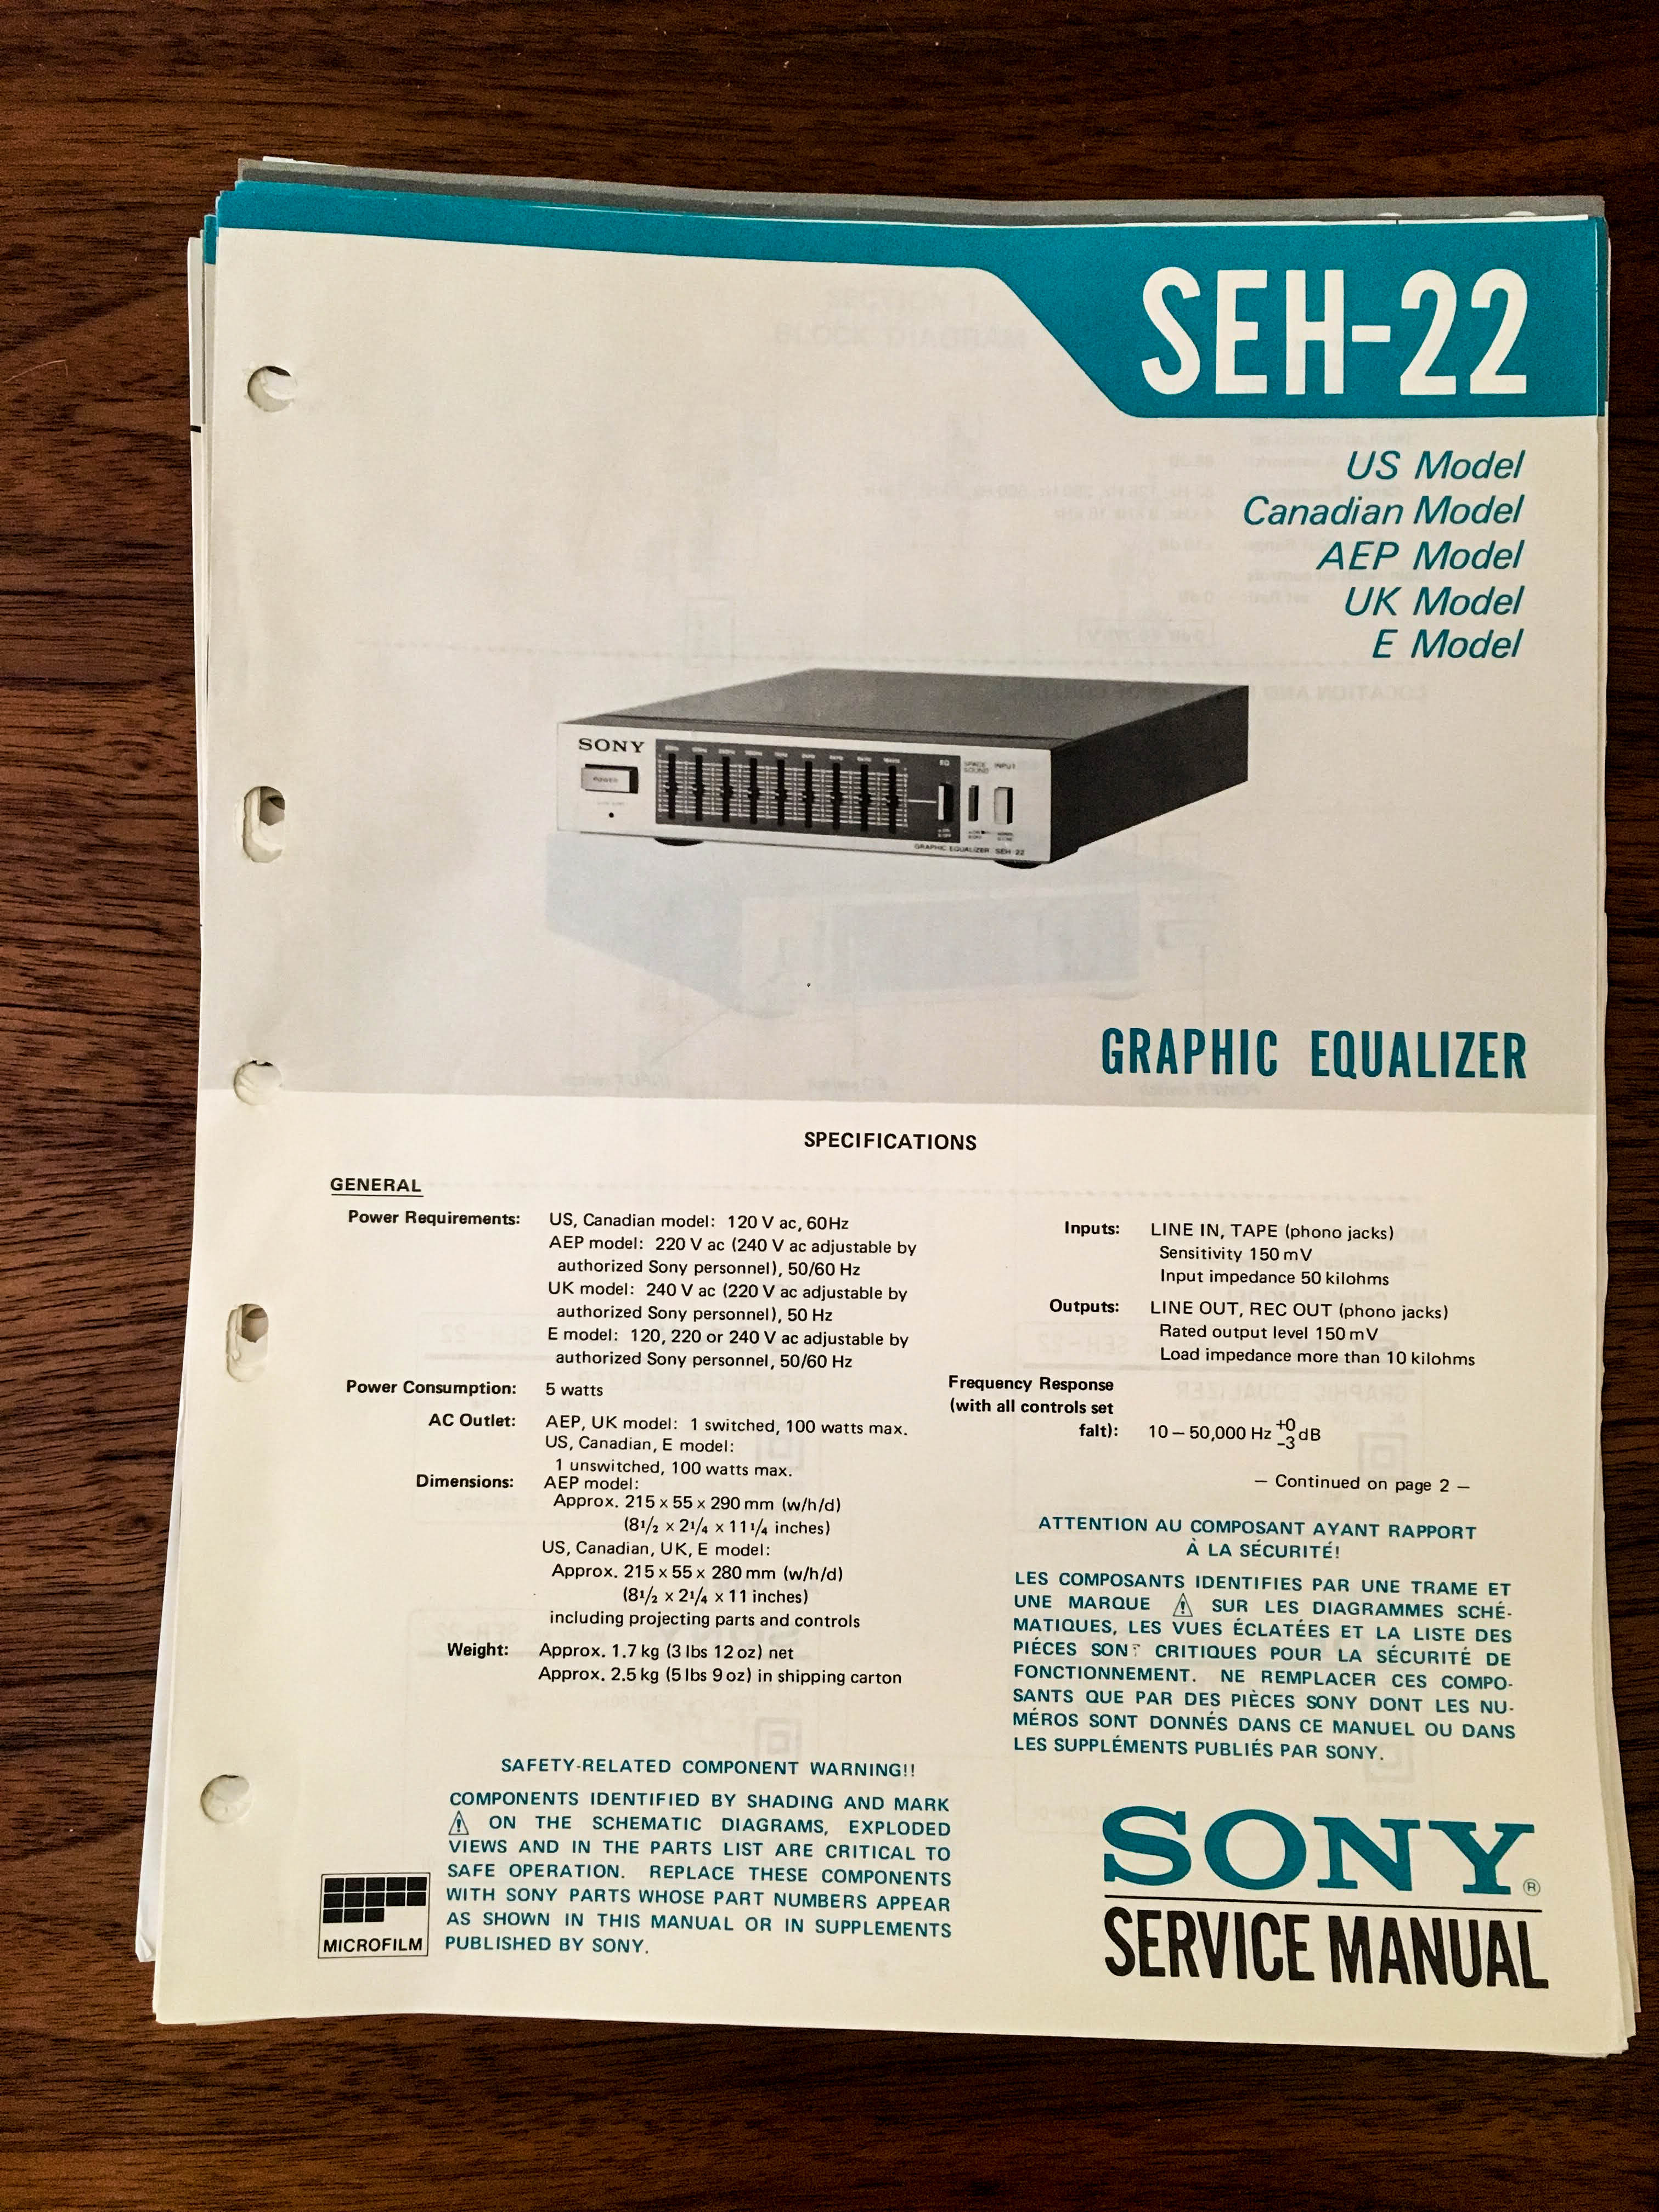 SEH-22
US Model
Canadian Model
AEP Model
UK Model
E Model
SONY
POWER
EQ
SPACE INPUT
SOUND
GRAPHIC EQUALIZER SEH-22
GRAPHIC EQUALIZER
SPECIFICATIONS
GENERAL
Power Requirements: US, Canadian model: 120 V ac, 60Hz
AEP model: 220 V ac (240 V ac adjustable by
authorized Sony personnel), 50/60 Hz
UK model: 240 V ac (220 V ac adjustable by
authorized Sony personnel), 50 Hz
E model: 120, 220 or 240 V ac adjustable by
authorized Sony personnel, 50/60 Hz
Power Consumption: 5 watts
AC Outlet: AEP, UK model: 1 switched, 100 watts max.
US, Canadian, E model:
1 unswitched, 100 watts max.
Dimensions: AEP model:
Approx. 215 x 55 x 290 mm (w/h/d)
(8 1/2 x 2 1/4 x 11 1/4 inches)
US, Canadian, UK, E model:
Approx. 215 x 55 x 280 mm (w/h/d)
(8 1/2 x 2 1/4 x 11 inches)
including projecting parts and controls
Weight: Approx. 1.7 kg (3 lbs 12 oz) net
Approx. 2.5 kg (5 lbs 9 oz) in shipping carton
Inputs: LINE IN, TAPE (phono jacks)
Sensitivity 150 mV
Input impedance 50 kilohms
Outputs: LINE OUT, REC OUT (phono jacks)
Rated output level 150 mV
Load impedance more than 10 kilohms
Frequency Response
(with all controls set
falt): 10 – 50,000 Hz +0 -3 dB
— Continued on page 2 —
ATTENTION AU COMPOSANT AYANT RAPPORT
À LA SÉCURITÉ!
LES COMPOSANTS IDENTIFIES PAR UNE TRAME ET
UNE MARQUE ⚠ SUR LES DIAGRAMMES SCHÉ-
MATIQUES, LES VUES ÉCLATÉES ET LA LISTE DES
PIÉCES SONT CRITIQUES POUR LA SÉCURITÉ DE
FONCTIONNEMENT. NE REMPLACER CES COMPO-
SANTS QUE PAR DES PIÈCES SONY DONT LES NU-
MÉROS SONT DONNÉS DANS CE MANUEL OU DANS
LES SUPPLÉMENTS PUBLIÉS PAR SONY.
SAFETY-RELATED COMPONENT WARNING!!
COMPONENTS IDENTIFIED BY SHADING AND MARK
⚠ ON THE SCHEMATIC DIAGRAMS, EXPLODED
VIEWS AND IN THE PARTS LIST ARE CRITICAL TO
SAFE OPERATION. REPLACE THESE COMPONENTS
WITH SONY PARTS WHOSE PART NUMBERS APPEAR
AS SHOWN IN THIS MANUAL OR IN SUPPLEMENTS
PUBLISHED BY SONY.
MICROFILM
SONY®
SERVICE MANUAL